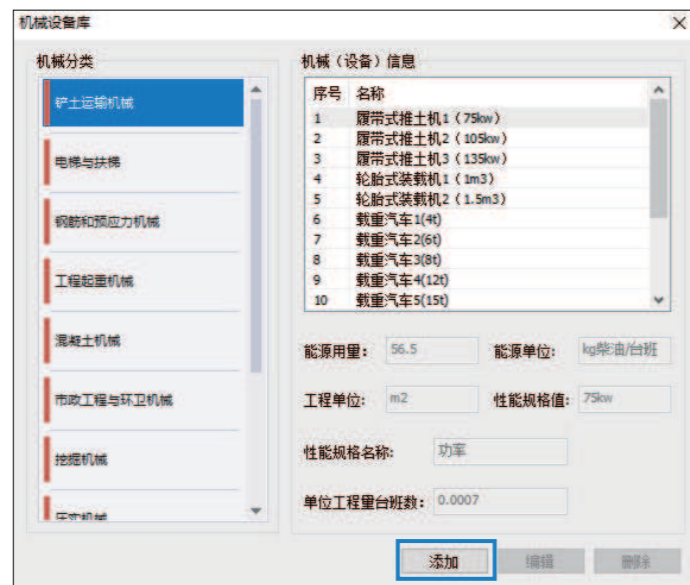 机械设备库
机械分类
铲土运输机械
电梯与扶梯
钢筋和预应力机械
工程起重机械
混凝土机械
市政工程与环卫机械
挖掘机械
压实机械
机械（设备）信息
序号 名称
1 履带式推土机1（75kw）
2 履带式推土机2（105kw）
3 履带式推土机3（135kw）
4 轮胎式装载机1（1m3）
5 轮胎式装载机2（1.5m3）
6 载重汽车1(4t)
7 载重汽车2(6t)
8 载重汽车3(8t)
9 载重汽车4(12t)
10 载重汽车5(15t)
能源用量： 56.5 能源单位： kg柴油/台班
工程单位： m2 性能规格值： 75kw
性能规格名称： 功率
单位工程量台班数： 0.0007
添加 编辑 删除